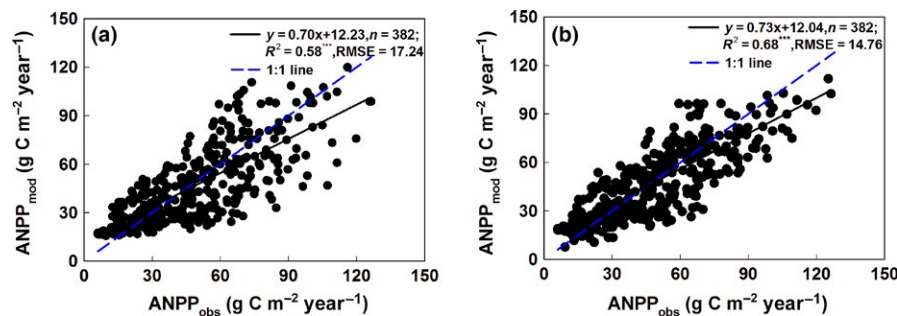 (a)
y = 0.70x+12.23, n = 382;
R² = 0.58***, RMSE = 17.24
1:1 line
150
120
90
60
30
0
ANPPmod (g C m−2 year−1)
0 30 60 90 120 150
ANPPobs (g C m−2 year−1)
(b)
y = 0.73x+12.04, n = 382;
R² = 0.68***, RMSE = 14.76
1:1 line
150
120
90
60
30
0
ANPPmod (g C m−2 year−1)
0 30 60 90 120 150
ANPPobs (g C m−2 year−1)